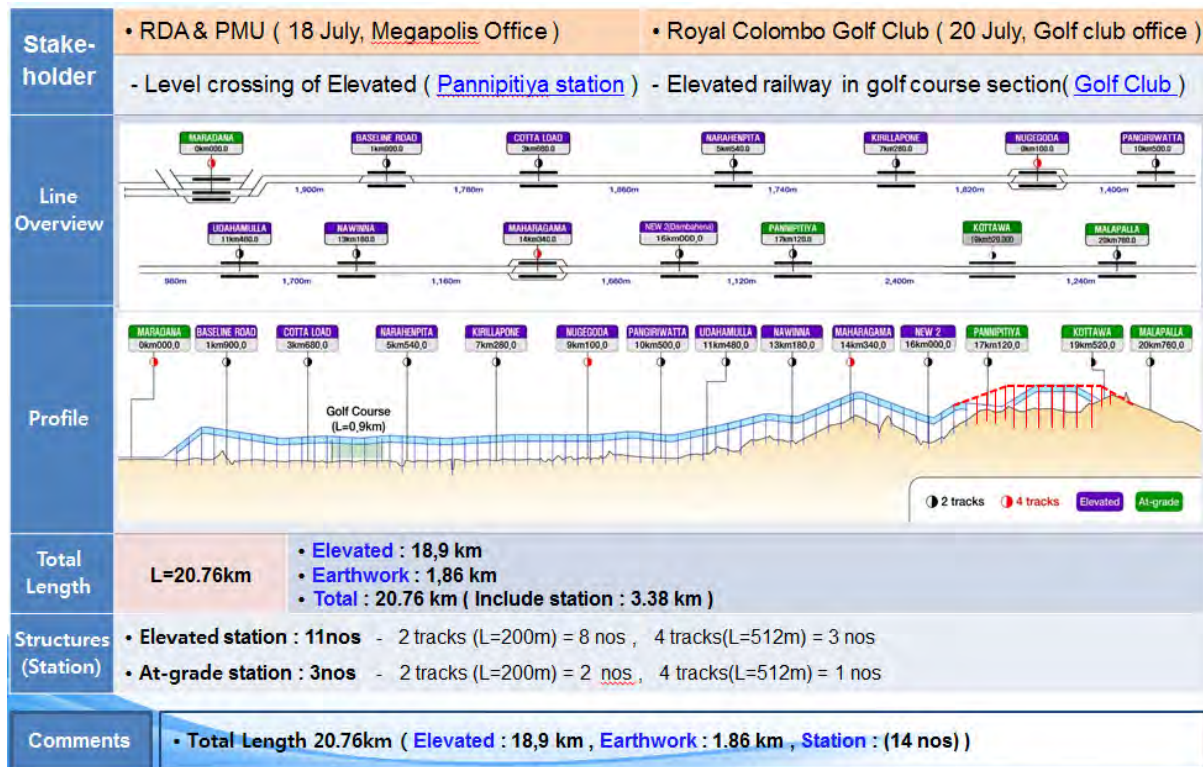 Stake-
holder
• RDA & PMU ( 18 July, Megapolis Office )
• Royal Colombo Golf Club ( 20 July, Golf club office )
- Level crossing of Elevated ( Pannipitiya station )
- Elevated railway in golf course section( Golf Club )
Line
Overview
MARADANA
0km000.0
BASELINE ROAD
COTTA LOAD
3km680.0
NARAHENPITA
5km540.0
KIRILLAPONE
7km280.0
NUGEGODA
PANGIRIWATTA
10km500.0
1,900m
1,780m
1,860m
1,740m
1,820m
1,400m
UDAHAMULLA
11km480.0
NAWINNA
13km180.0
MAHARAGAMA
14km340.0
NEW 2(Dambahena)
16km000,0
PANNIPITIYA
17km120.0
KOTTAWA
MALAPALLA
20km760.0
980m
1,700m
1,160m
1,660m
1,120m
2,400m
1,240m
Profile
MARADANA
0km000,0
BASELINE ROAD
1km900,0
COTTA LOAD
3km680,0
NARAHENPITA
5km540,0
KIRILLAPONE
7km280,0
NUGEGODA
9km100,0
PANGIRIWATTA
10km500,0
UDAHAMULLA
11km480,0
NAWINNA
13km180,0
MAHARAGAMA
14km340,0
NEW 2
16km000,0
PANNIPITIYA
17km120,0
KOTTAWA
19km520,0
MALAPALLA
20km760,0
Golf Course
(L=0,9km)
2 tracks
4 tracks
Elevated
At-grade
Total
Length
L=20.76km
• Elevated : 18,9 km
• Earthwork : 1,86 km
• Total : 20.76 km ( Include station : 3.38 km )
Structures
(Station)
• Elevated station : 11nos - 2 tracks (L=200m) = 8 nos , 4 tracks(L=512m) = 3 nos
• At-grade station : 3nos - 2 tracks (L=200m) = 2 nos , 4 tracks(L=512m) = 1 nos
Comments
• Total Length 20.76km ( Elevated : 18,9 km , Earthwork : 1.86 km , Station : (14 nos) )